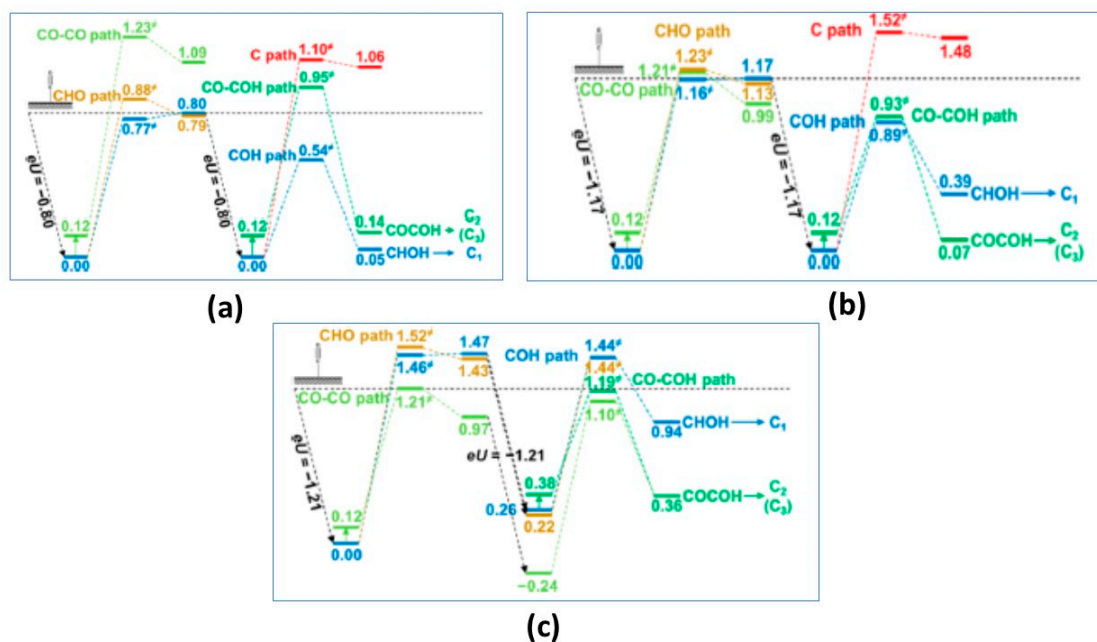 CO-CO path 1.23≠
1.09
C path 1.10≠ 1.06
CHO path 0.88≠
0.80
0.95≠
CO-COH path
0.77≠ 0.79
COH path 0.54≠
eU = −0.80
eU = −0.80
0.12
0.12
0.14 COCOH C₂
(C₃)
0.00
0.00
0.05 CHOH C₁
(a)
CHO path
1.23≠ 1.17
C path 1.52≠
1.48
1.21≠
CO-CO path 1.16≠
1.13
0.99
0.93≠ CO-COH path
COH path 0.89≠
eU = −1.17
eU = −1.17
0.39
CHOH C₁
0.12
0.12
COCOH C₂
0.07 (C₃)
0.00
0.00
(b)
CHO path 1.52≠ 1.47
1.46≠ 1.43
COH path 1.44≠
1.44≠
1.19≠ CO-COH path
CO-CO path 1.21≠
1.10≠
0.97
0.94 CHOH C₁
eU = −1.21
eU = −1.21
0.38
0.12
0.26
0.22
0.36 COCOH C₂
(C₃)
0.00
−0.24
(c)